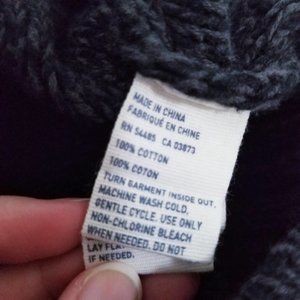 MADE IN CHINA
FABRIQUÉ EN CHINE
RN 54485 CA 03873
100% COTTON
100% COTON
TURN GARMENT INSIDE OUT,
MACHINE WASH COLD,
GENTLE CYCLE. USE ONLY
NON-CHLORINE BLEACH
WHEN NEEDED. DO NOT
LAY
IF NEEDED.